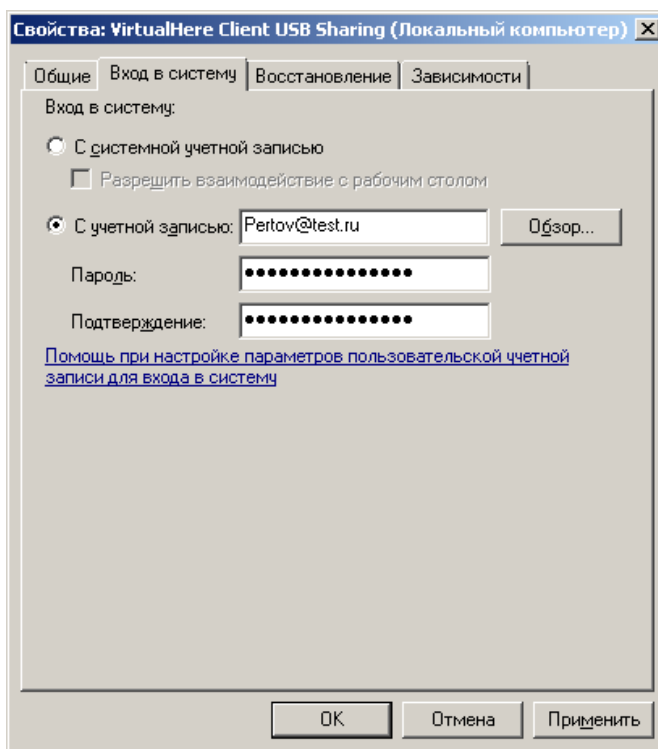 Свойства: VirtualHere Client USB Sharing (Локальный компьютер)
Общие Вход в систему Восстановление Зависимости
Вход в систему:
С системной учетной записью
Разрешить взаимодействие с рабочим столом
С учетной записью: Pertov@test.ru Обзор...
Пароль: ●●●●●●●●●●●●●●●
Подтверждение: ●●●●●●●●●●●●●●●
Помощь при настройке параметров пользовательской учетной
записи для входа в систему
OK Отмена Применить